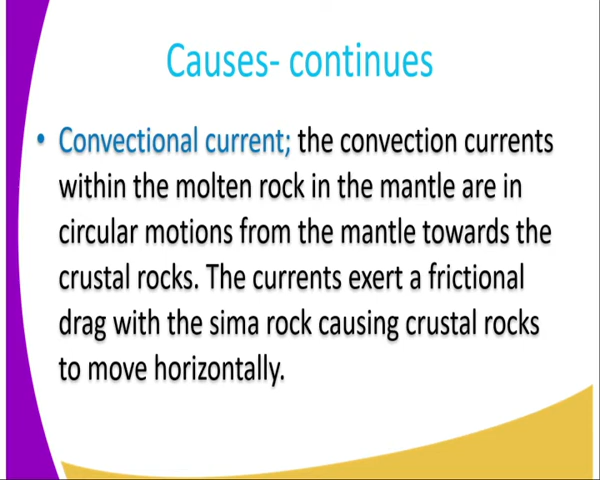 Causes- continues
• Convectional current; the convection currents
within the molten rock in the mantle are in
circular motions from the mantle towards the
crustal rocks. The currents exert a frictional
drag with the sima rock causing crustal rocks
to move horizontally.